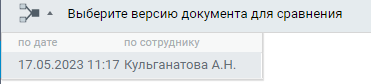 Выберите версию документа для сравнения
по дате по сотруднику
17.05.2023 11:17 Кульганатова А.Н.